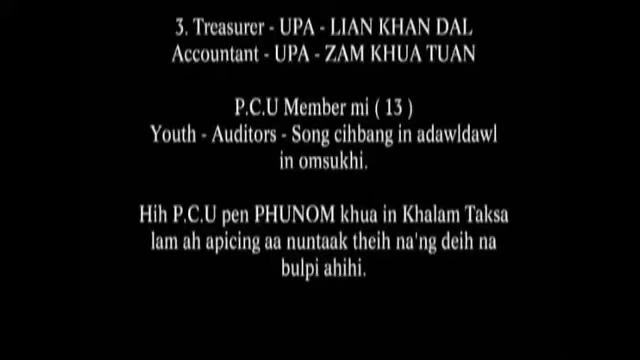 3. Treasurer - UPA - LIAN KHAN DAL
Accountant - UPA - ZAM KHUA TUAN
P.C.U Member mi ( 13 )
Youth - Auditors - Song cihbang in adawldawl
in omsukhi.
Hih P.C.U pen PHUNOM khua in Khalam Taksa
lam ah apicing aa nuntaak theih na'ng deih na
bulpi ahihi.